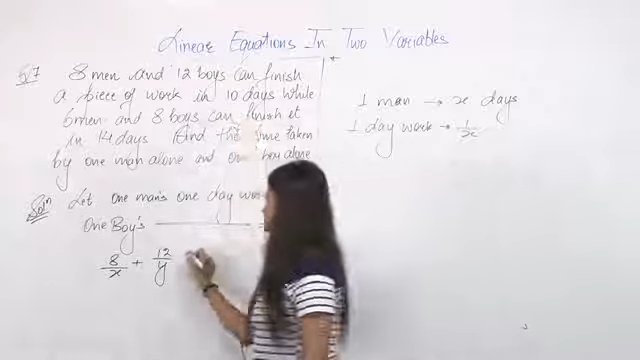 Linear Equations In Two Variables
Q7 8 men and 12 boys can finish
a piece of work in 10 days while
6 men and 8 boys can finish it
in 14 days. Find the time taken
by one man alone and one boy alone
1 man → x days
1 day work → 1/x
Soln Let one man's one day
One Boy's =
8/x + 12/y